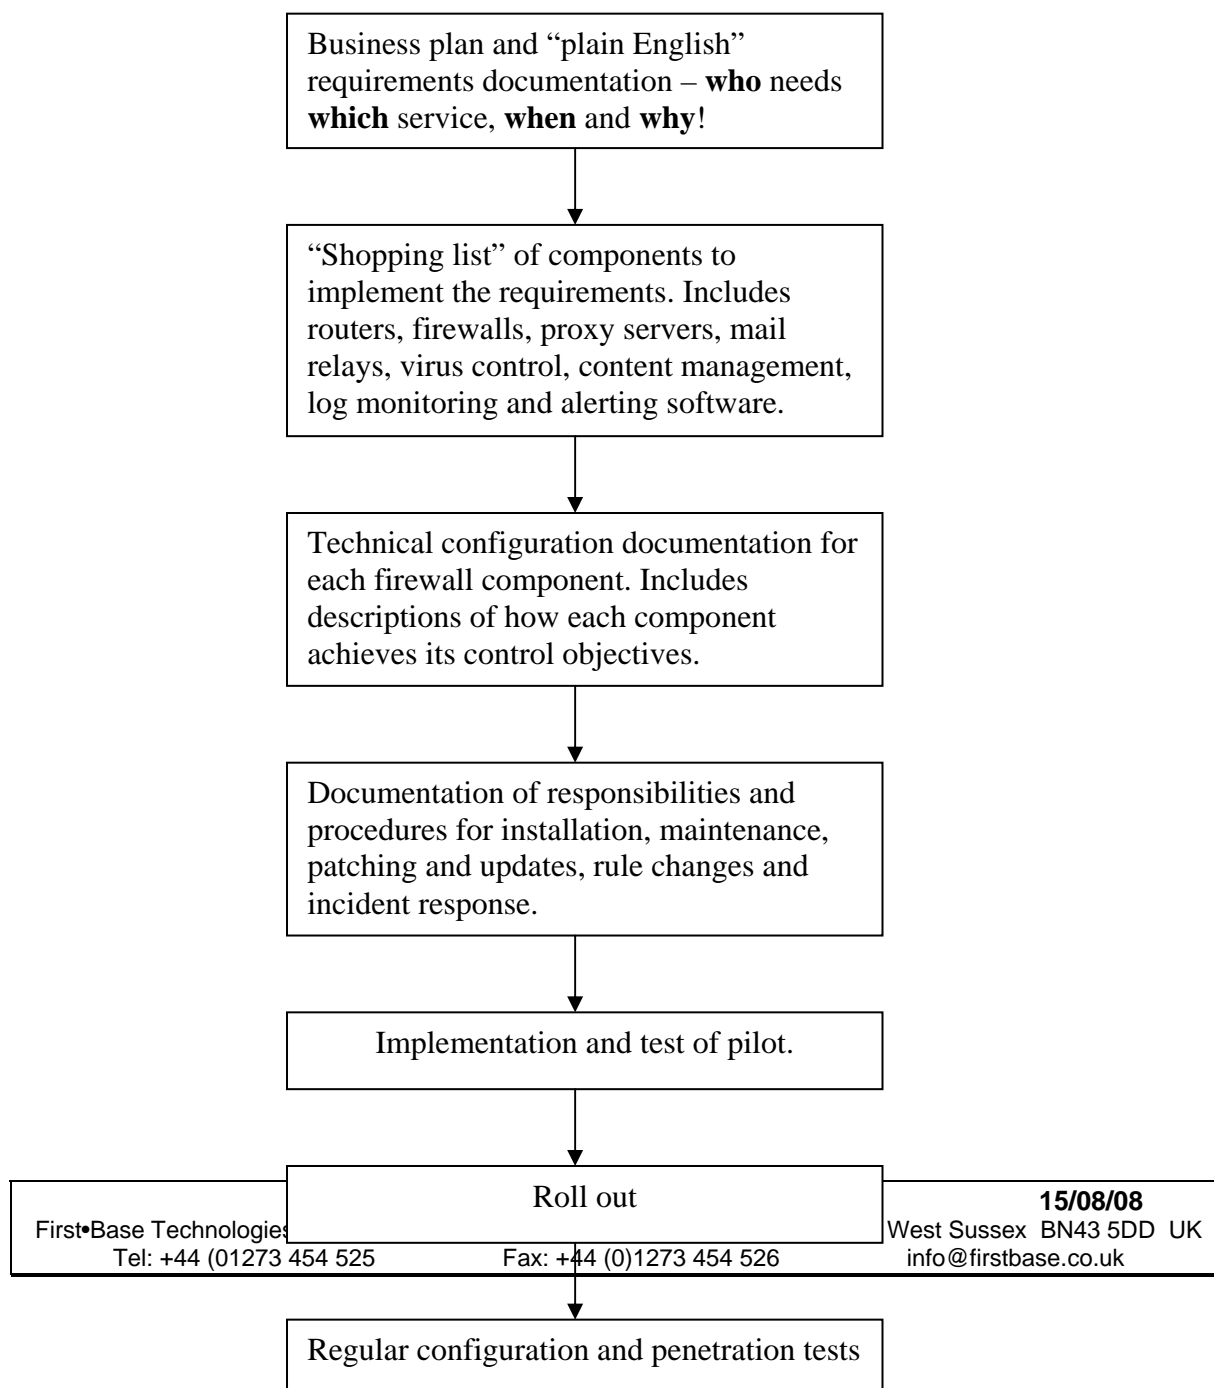 Business plan and “plain English”
requirements documentation – who needs
which service, when and why!
“Shopping list” of components to
implement the requirements. Includes
routers, firewalls, proxy servers, mail
relays, virus control, content management,
log monitoring and alerting software.
Technical configuration documentation for
each firewall component. Includes
descriptions of how each component
achieves its control objectives.
Documentation of responsibilities and
procedures for installation, maintenance,
patching and updates, rule changes and
incident response.
Implementation and test of pilot.
Roll out
15/08/08
First•Base Technologies West Sussex BN43 5DD UK
Tel: +44 (01273 454 525 Fax: +44 (0)1273 454 526 info@firstbase.co.uk
Regular configuration and penetration tests